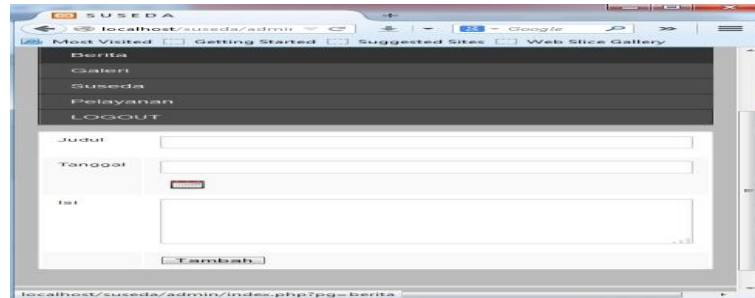 S U S E D A
localhost/suseda/admir
Google
Most Visited Getting Started Suggested Sites Web Slice Gallery
Berita
Galeri
Suseda
Pelayanan
LOGOUT
Judul
Tanggal
Isi
Tambah
localhost/suseda/admin/index.php?pg=berita